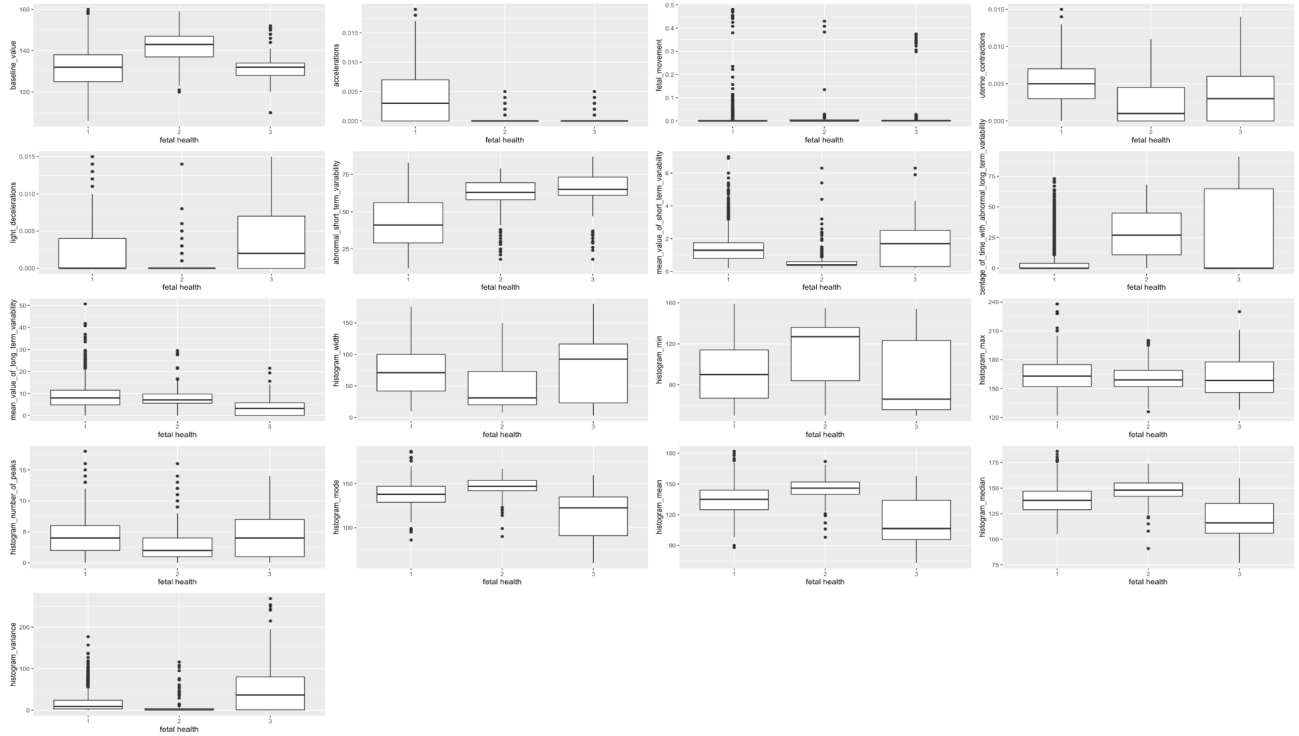 baseline_value
160
140
120
1 2 3
fetal health
accelerations
0.015
0.010
0.005
0.000
1 2 3
fetal health
fetal_movement
0.5
0.4
0.3
0.2
0.1
0.0
1 2 3
fetal health
uterine_contractions
0.015
0.010
0.005
0.000
1 2 3
fetal health
light_decelerations
0.015
0.010
0.005
0.000
1 2 3
fetal health
abnormal_short_term_variability
75
50
25
1 2 3
fetal health
mean_value_of_short_term_variability
6
4
2
0
1 2 3
fetal health
centage_of_time_with_abnormal_long_term_variability
75
50
25
0
1 2 3
fetal health
mean_value_of_long_term_variability
50
40
30
20
10
0
1 2 3
fetal health
histogram_width
150
100
50
0
1 2 3
fetal health
histogram_min
160
120
80
1 2 3
fetal health
histogram_max
240
210
180
150
120
1 2 3
fetal health
histogram_number_of_peaks
15
10
5
0
1 2 3
fetal health
histogram_mode
150
100
1 2 3
fetal health
histogram_mean
180
150
120
90
1 2 3
fetal health
histogram_median
175
150
125
100
75
1 2 3
fetal health
histogram_variance
200
100
0
1 2 3
fetal health